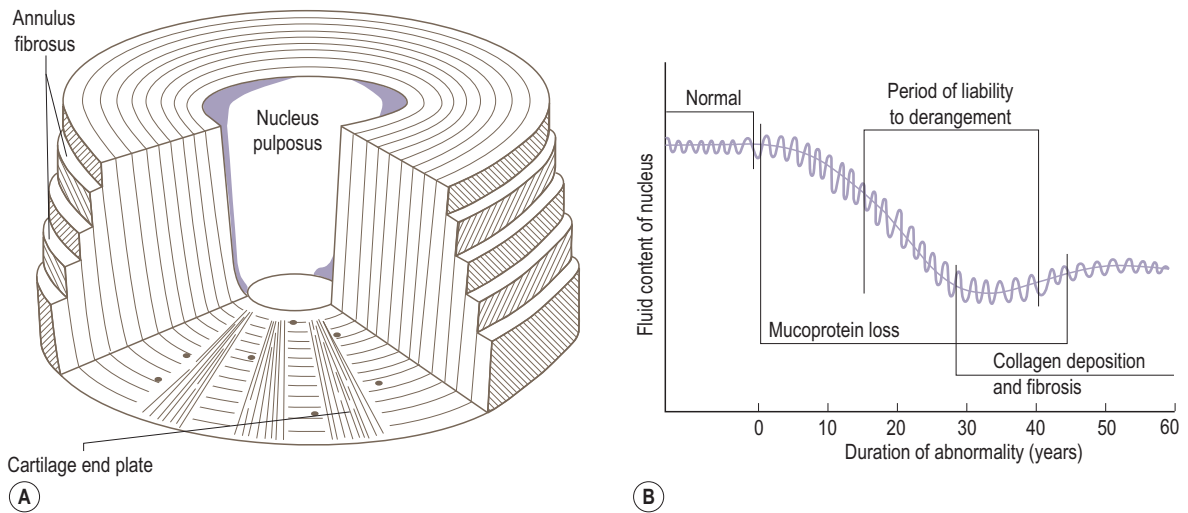 Annulus
fibrosus
Nucleus
pulposus
Cartilage end plate
A
Fluid content of nucleus
Normal
Period of liability
to derangement
Mucoprotein loss
Collagen deposition
and fibrosis
0 10 20 30 40 50 60
Duration of abnormality (years)
B